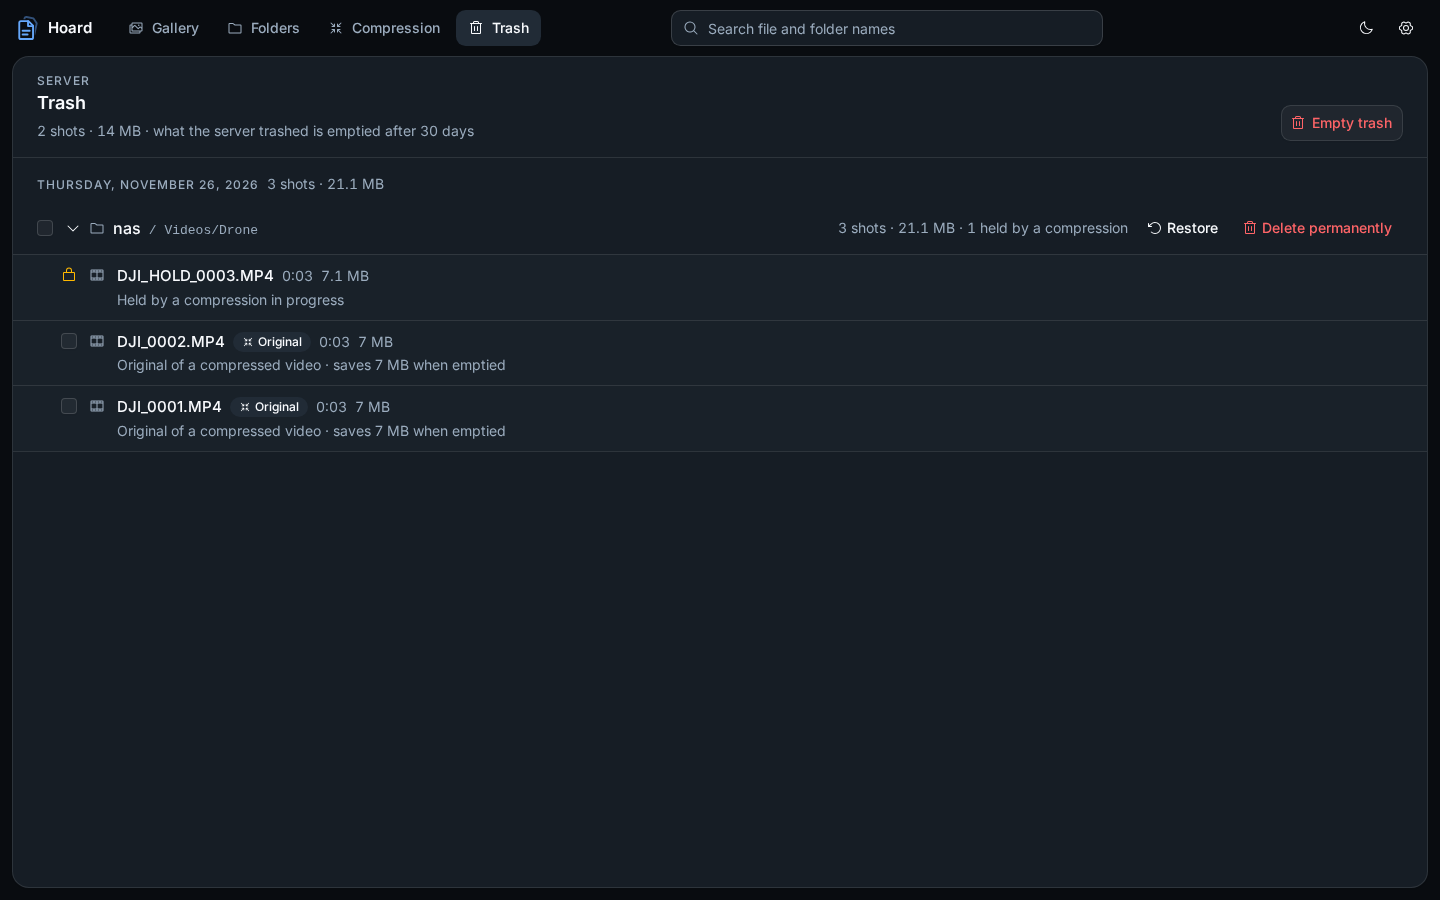 Hoard Gallery Folders Compression Trash Search file and folder names
SERVER
Trash
2 shots · 14 MB · what the server trashed is emptied after 30 days
Empty trash
THURSDAY, NOVEMBER 26, 2026 3 shots · 21.1 MB
nas / Videos/Drone 3 shots · 21.1 MB · 1 held by a compression Restore Delete permanently
DJI_HOLD_0003.MP4 0:03 7.1 MB
Held by a compression in progress
DJI_0002.MP4 Original 0:03 7 MB
Original of a compressed video · saves 7 MB when emptied
DJI_0001.MP4 Original 0:03 7 MB
Original of a compressed video · saves 7 MB when emptied